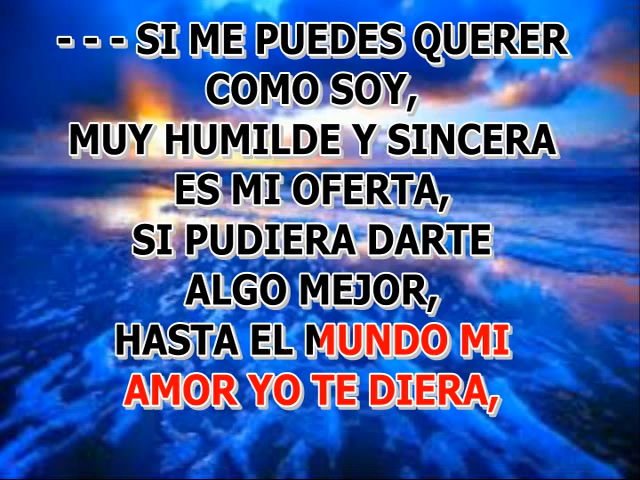 - - - SI ME PUEDES QUERER
COMO SOY,
MUY HUMILDE Y SINCERA
ES MI OFERTA,
SI PUDIERA DARTE
ALGO MEJOR,
HASTA EL MUNDO MI
AMOR YO TE DIERA,